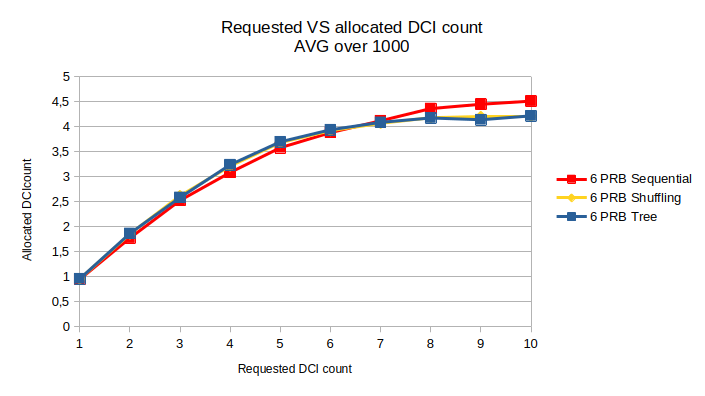 Requested VS allocated DCI count
AVG over 1000
5
4,5
4
3,5
3
2,5
2
1,5
1
0,5
0
Allocated DCIcount
1 2 3 4 5 6 7 8 9 10
Requested DCI count
6 PRB Sequential
6 PRB Shuffling
6 PRB Tree